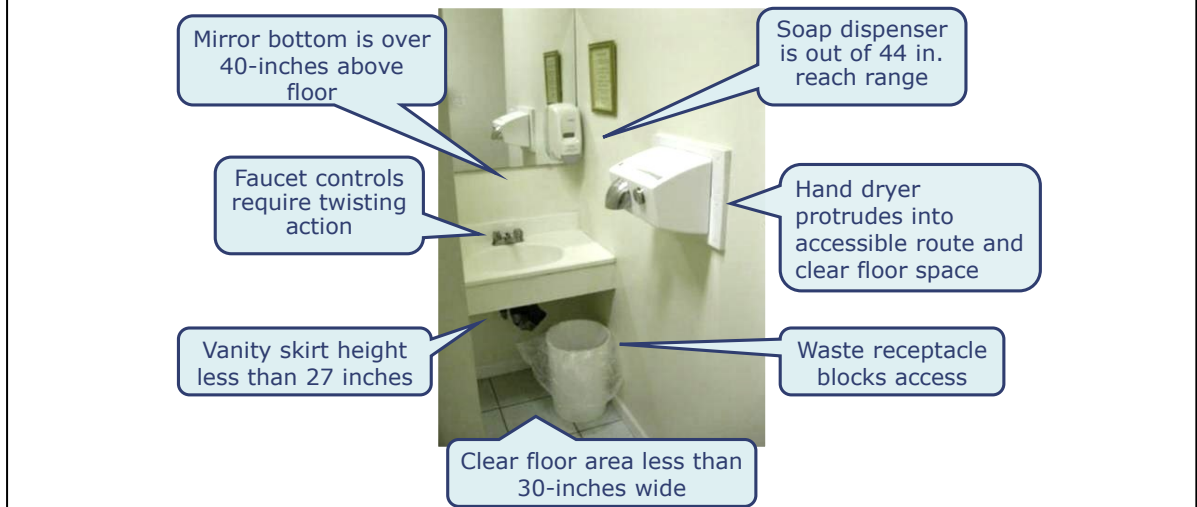 Mirror bottom is over
40-inches above
floor
Soap dispenser
is out of 44 in.
reach range
Faucet controls
require twisting
action
Hand dryer
protrudes into
accessible route and
clear floor space
Vanity skirt height
less than 27 inches
Waste receptacle
blocks access
Clear floor area less than
30-inches wide